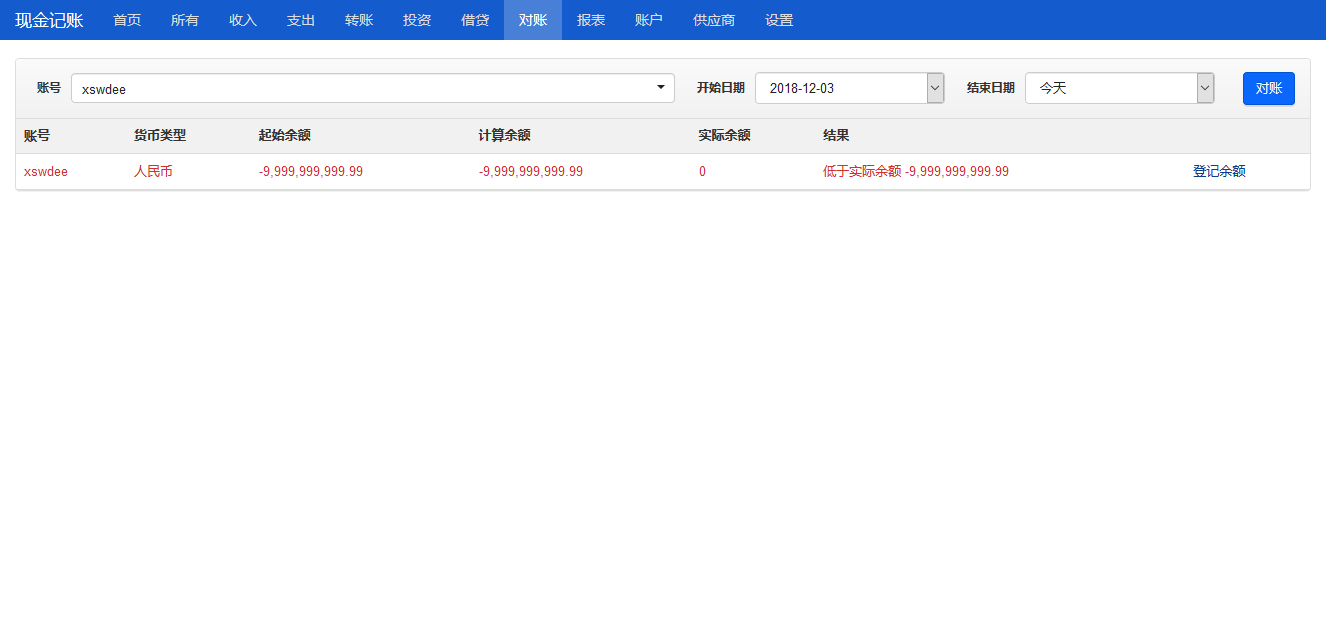 现金记账 首页 所有 收入 支出 转账 投资 借贷 对账 报表 账户 供应商 设置
账号 xswdee 开始日期 2018-12-03 结束日期 今天 对账
账号 货币类型 起始余额 计算余额 实际余额 结果
xswdee 人民币 -9,999,999,999.99 -9,999,999,999.99 0 低于实际余额 -9,999,999,999.99 登记余额